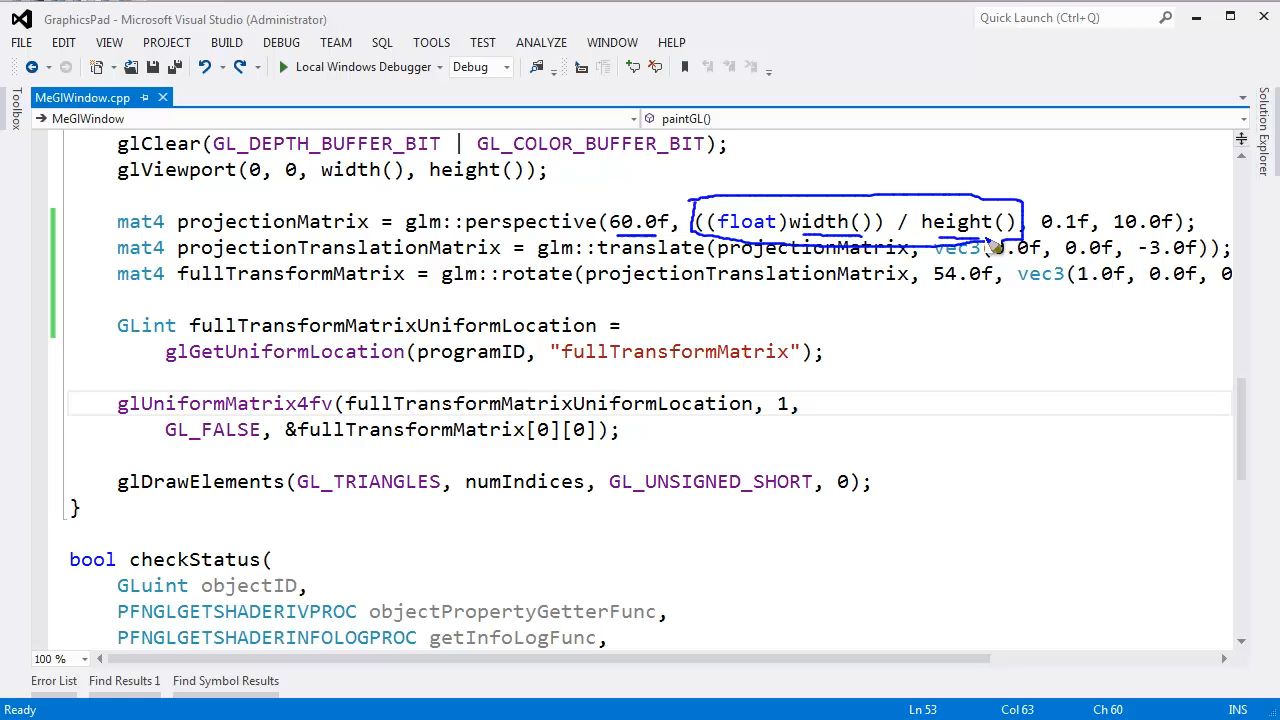 GraphicsPad - Microsoft Visual Studio (Administrator)
Quick Launch (Ctrl+Q)
FILE EDIT VIEW PROJECT BUILD DEBUG TEAM SQL TOOLS TEST ANALYZE WINDOW HELP
Local Windows Debugger Debug
Toolbox
MeGlWindow.cpp
Solution Explorer
MeGlWindow paintGL()
glClear(GL_DEPTH_BUFFER_BIT | GL_COLOR_BUFFER_BIT);
glViewport(0, 0, width(), height());
mat4 projectionMatrix = glm::perspective(60.0f, ((float)width()) / height() 0.1f, 10.0f);
mat4 projectionTranslationMatrix = glm::translate(projectionMatrix, vec3( .0f, 0.0f, -3.0f));
mat4 fullTransformMatrix = glm::rotate(projectionTranslationMatrix, 54.0f, vec3(1.0f, 0.0f, 0
GLint fullTransformMatrixUniformLocation =
glGetUniformLocation(programID, "fullTransformMatrix");
glUniformMatrix4fv(fullTransformMatrixUniformLocation, 1,
GL_FALSE, &fullTransformMatrix[0][0]);
glDrawElements(GL_TRIANGLES, numIndices, GL_UNSIGNED_SHORT, 0);
}
bool checkStatus(
GLuint objectID,
PFNGLGETSHADERIVPROC objectPropertyGetterFunc,
PFNGLGETSHADERINFOLOGPROC getInfoLogFunc,
100 %
Error List Find Results 1 Find Symbol Results
Ready Ln 53 Col 63 Ch 60 INS